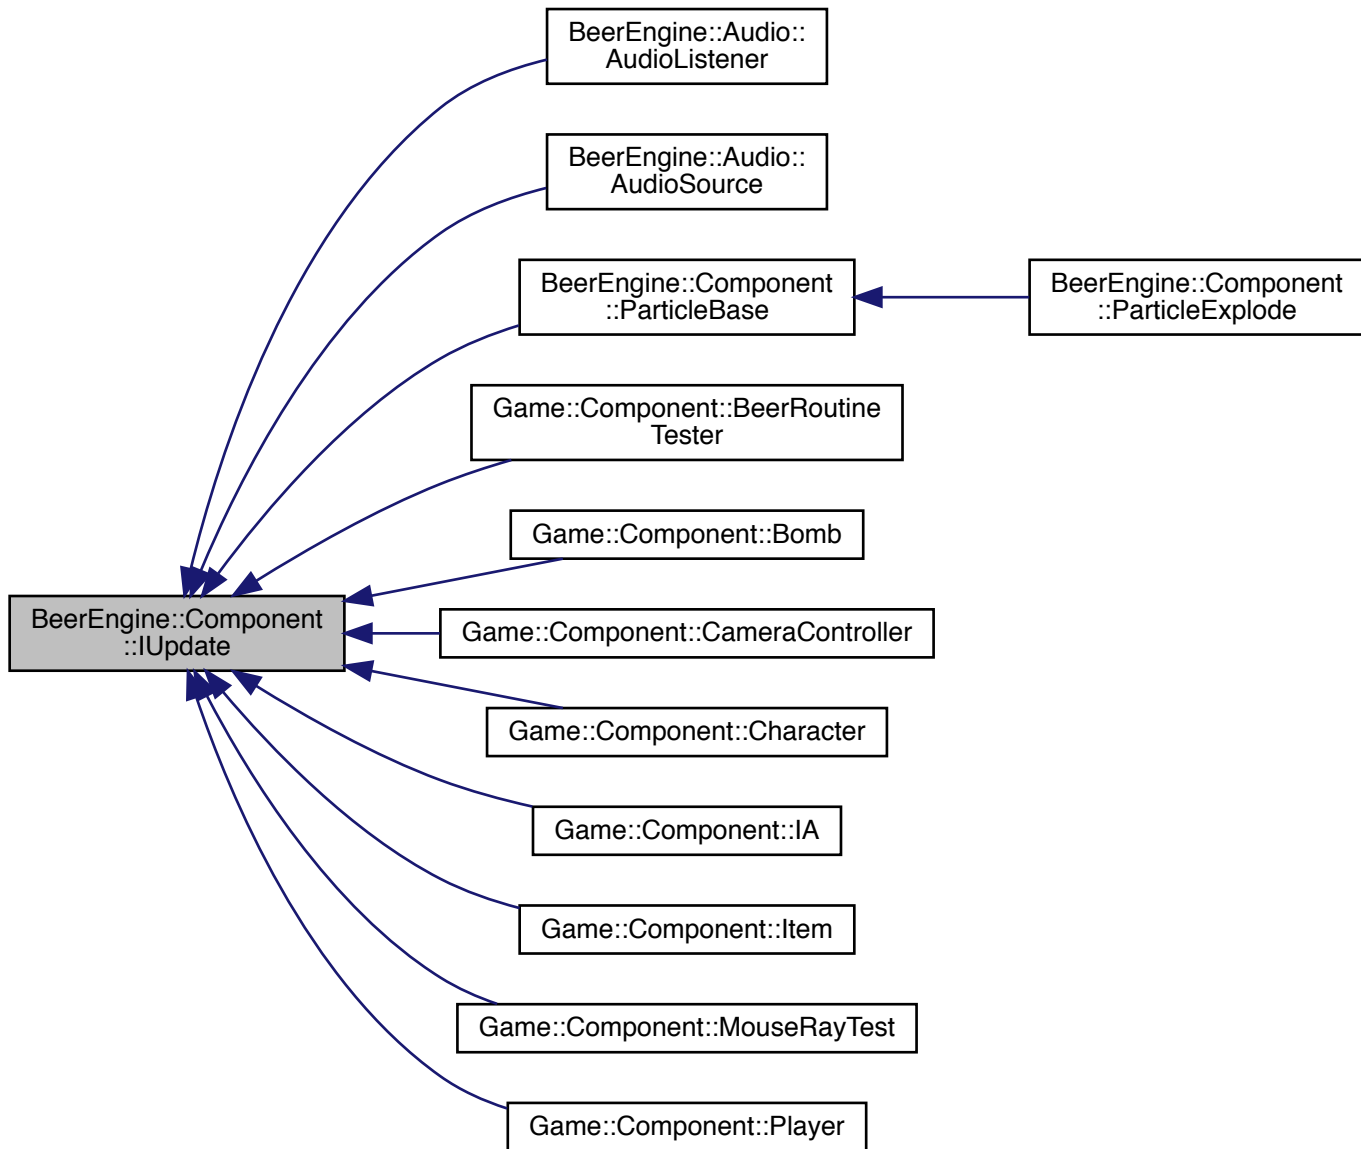 BeerEngine::Audio::
AudioListener
BeerEngine::Audio::
AudioSource
BeerEngine::Component
::ParticleBase
BeerEngine::Component
::ParticleExplode
Game::Component::BeerRoutine
Tester
Game::Component::Bomb
BeerEngine::Component
::IUpdate
Game::Component::CameraController
Game::Component::Character
Game::Component::IA
Game::Component::Item
Game::Component::MouseRayTest
Game::Component::Player